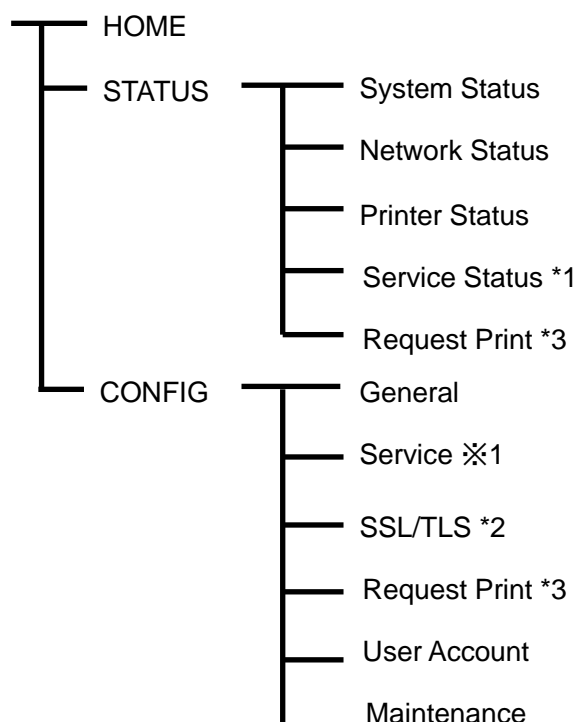 HOME
STATUS
System Status
Network Status
Printer Status
Service Status *1
Request Print *3
CONFIG
General
Service ※1
SSL/TLS *2
Request Print *3
User Account
Maintenance